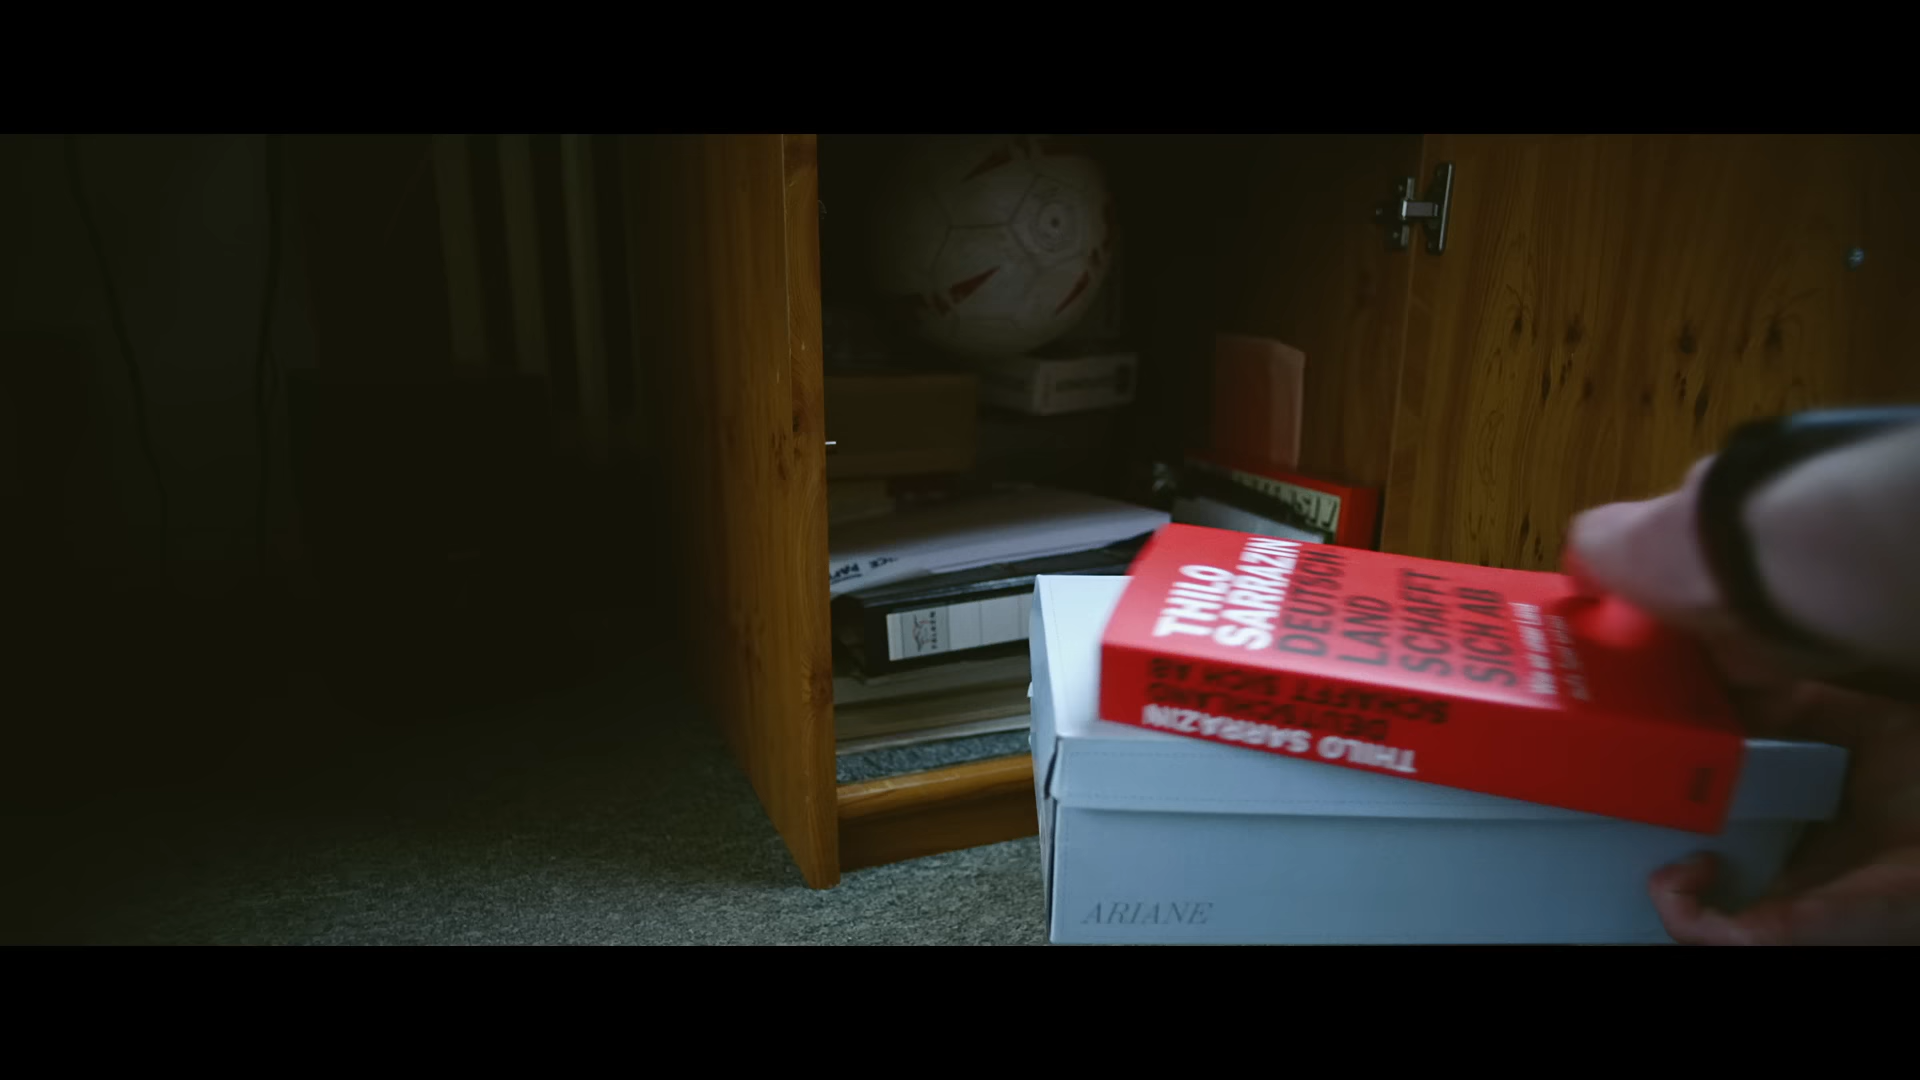 THILO
SARRAZIN
DEUTSCH
LAND
SCHAFFT
SICH AB
DEUTSCHLAND
SCHAFFT SICH AB
THILO SARRAZIN
ARIANE